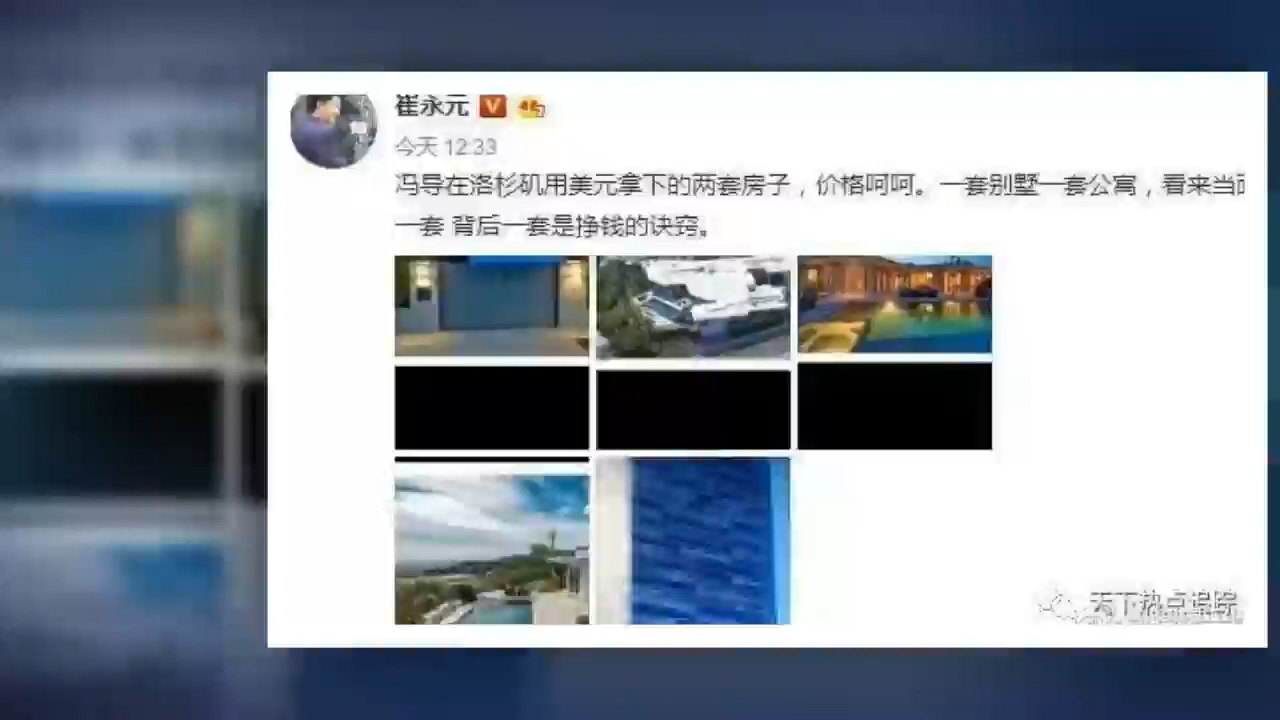 崔永元
今天 12:33
冯导在洛杉矶用美元拿下的两套房子，价格呵呵。一套别墅一套公寓，看来当
一套 背后一套是挣钱的诀窍。
天下热点追踪